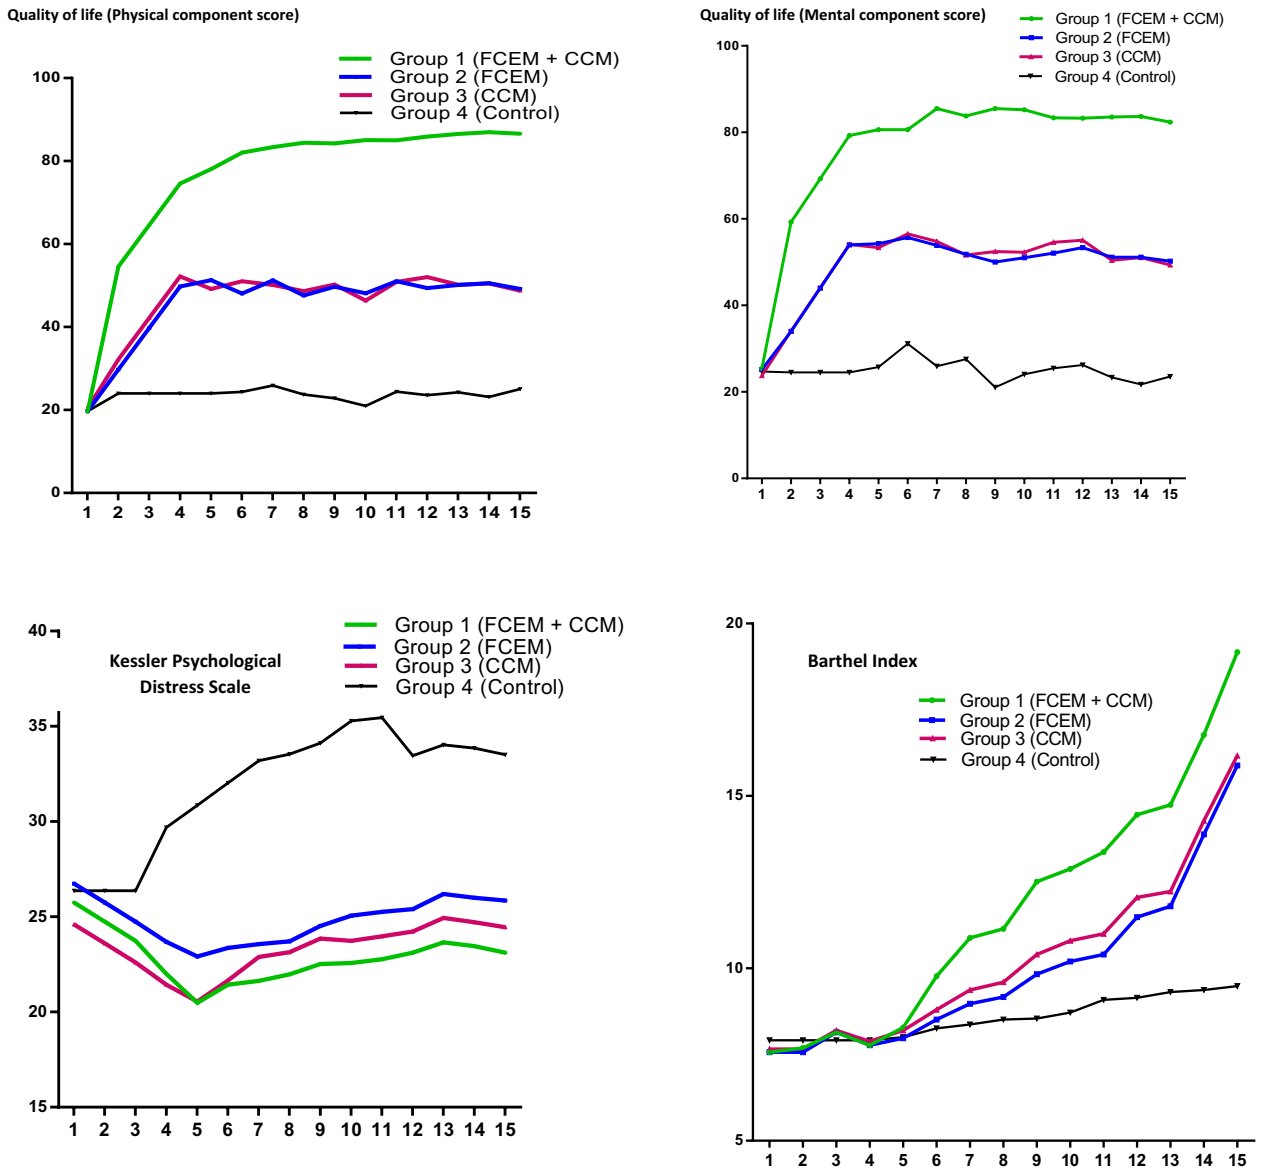 Quality of life (Physical component score)
Group 1 (FCEM + CCM)
Group 2 (FCEM)
Group 3 (CCM)
Group 4 (Control)
100
80
60
40
20
0
1 2 3 4 5 6 7 8 9 10 11 12 13 14 15
Quality of life (Mental component score)
Group 1 (FCEM + CCM)
Group 2 (FCEM)
Group 3 (CCM)
Group 4 (Control)
100
80
60
40
20
0
1 2 3 4 5 6 7 8 9 10 11 12 13 14 15
Kessler Psychological
Distress Scale
Group 1 (FCEM + CCM)
Group 2 (FCEM)
Group 3 (CCM)
Group 4 (Control)
40
35
30
25
20
15
1 2 3 4 5 6 7 8 9 10 11 12 13 14 15
Barthel Index
Group 1 (FCEM + CCM)
Group 2 (FCEM)
Group 3 (CCM)
Group 4 (Control)
20
15
10
5
1 2 3 4 5 6 7 8 9 10 11 12 13 14 15